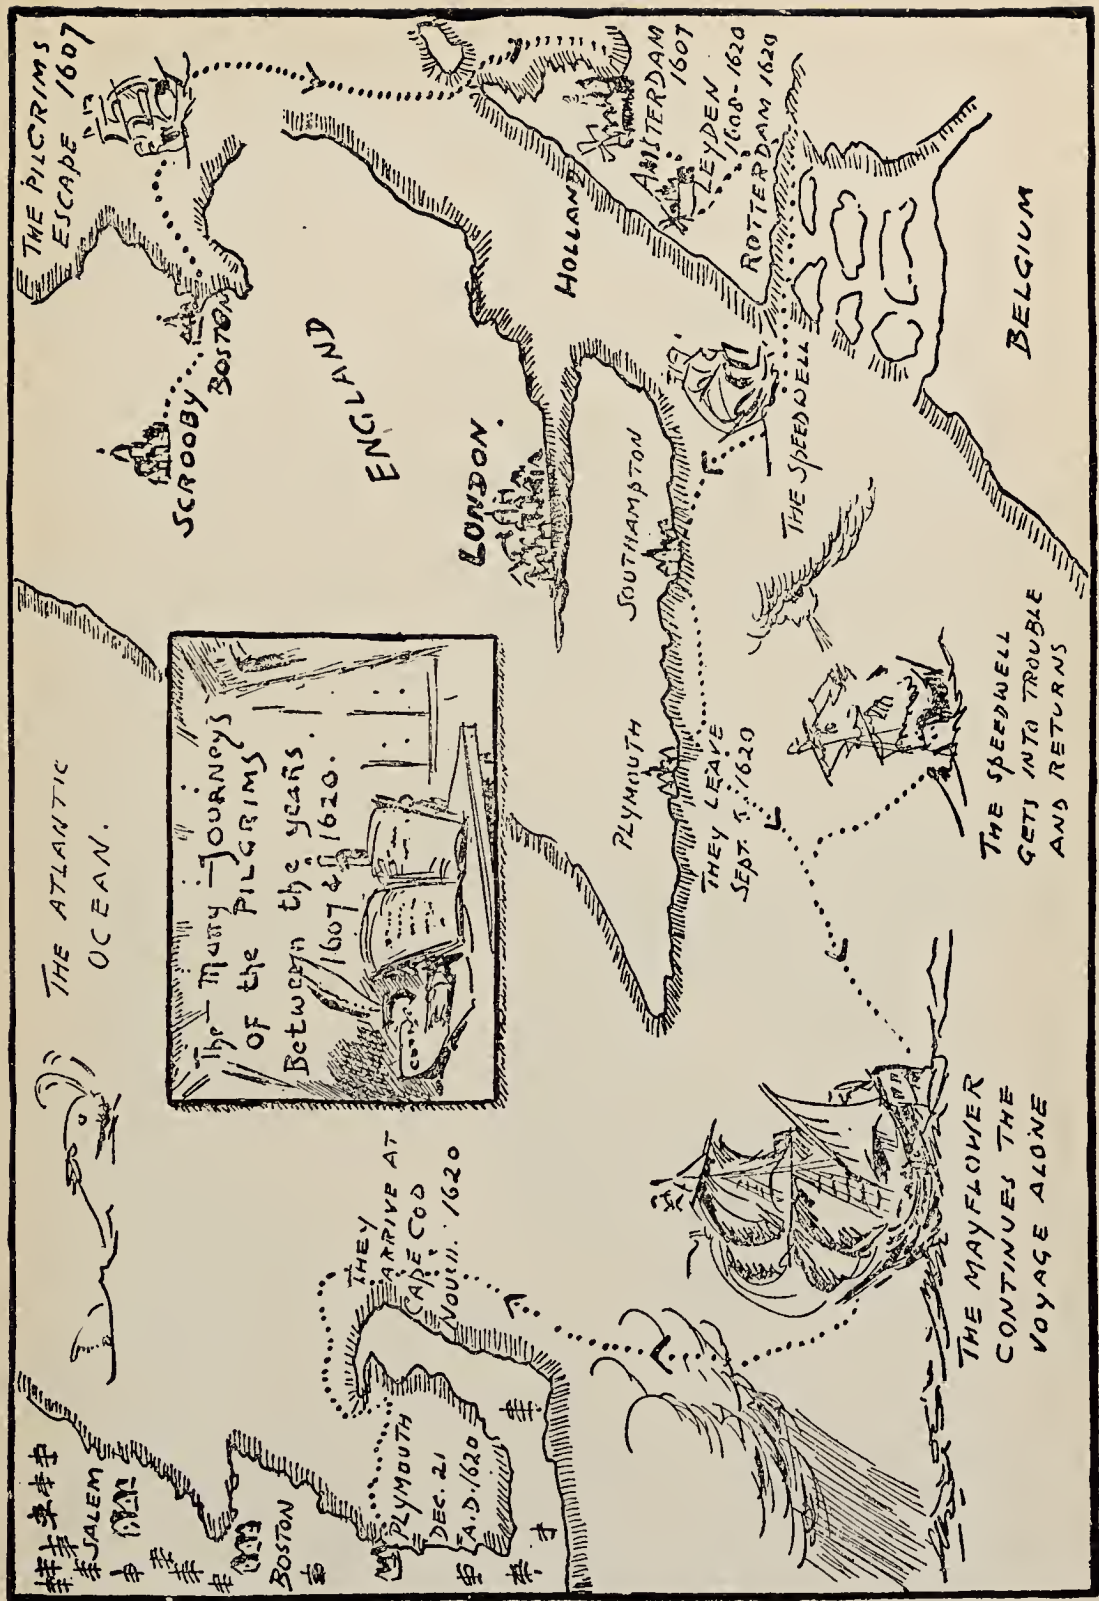 The Many Journeys
OF the PILGRIMS
Between the years
1607 & 1620.
THE ATLANTIC
OCEAN.
THE PILGRIMS
ESCAPE IN 1607
SCROOBY
BOSTON
ENGLAND
LONDON.
HOLLAND
AMSTERDAM
1607
LEYDEN
1608-1620
ROTTERDAM 1620
BELGIUM
THE SPEEDWELL
SOUTHAMPTON
PLYMOUTH
THEY LEAVE
SEPT. 1620
THE SPEEDWELL
GETS INTO TROUBLE
AND RETURNS
THE MAYFLOWER
CONTINUES THE
VOYAGE ALONE
THEY
ARRIVE AT
CAPE COD
NOVEM. 1620
SALEM
BOSTON
PLYMOUTH
DEC. 21
A.D. 1620